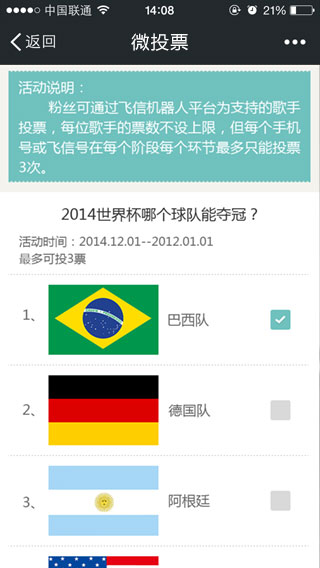 中国联通 14:08 21%
返回 微投票
活动说明：
粉丝可通过飞信机器人平台为支持的歌手
投票，每位歌手的票数不设上限，但每个手机
号或飞信号在每个阶段每个环节最多只能投票
3次。
2014世界杯哪个球队能夺冠？
活动时间：2014.12.01--2012.01.01
最多可投3票
1、 巴西队
2、 德国队
3、 阿根廷